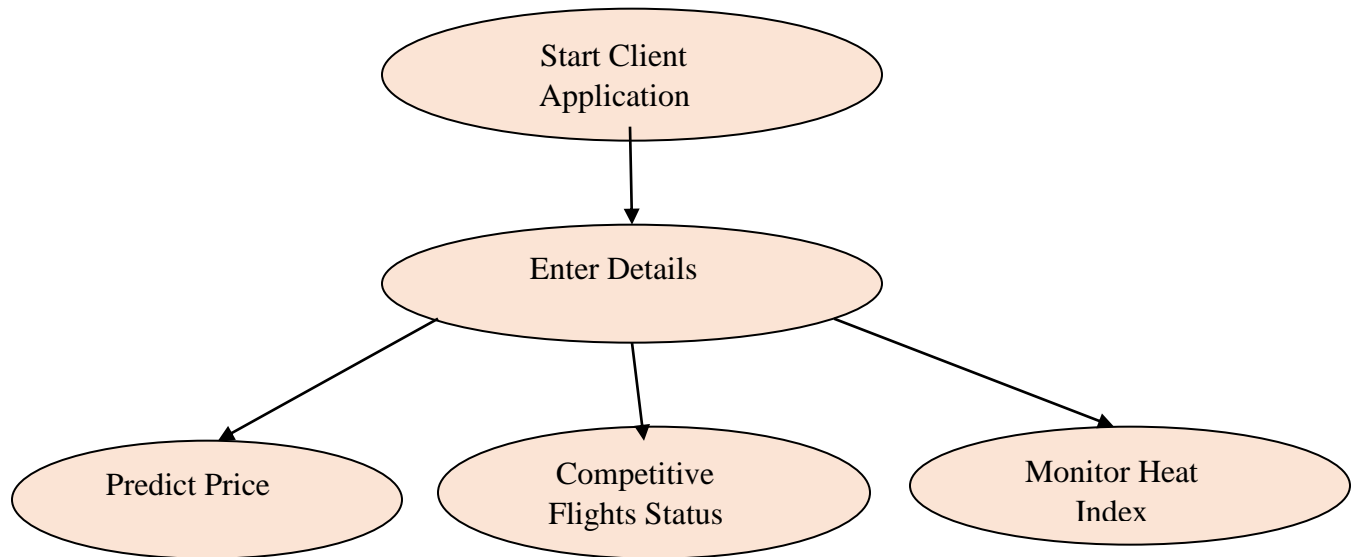 Start Client
Application
Enter Details
Predict Price
Competitive
Flights Status
Monitor Heat
Index